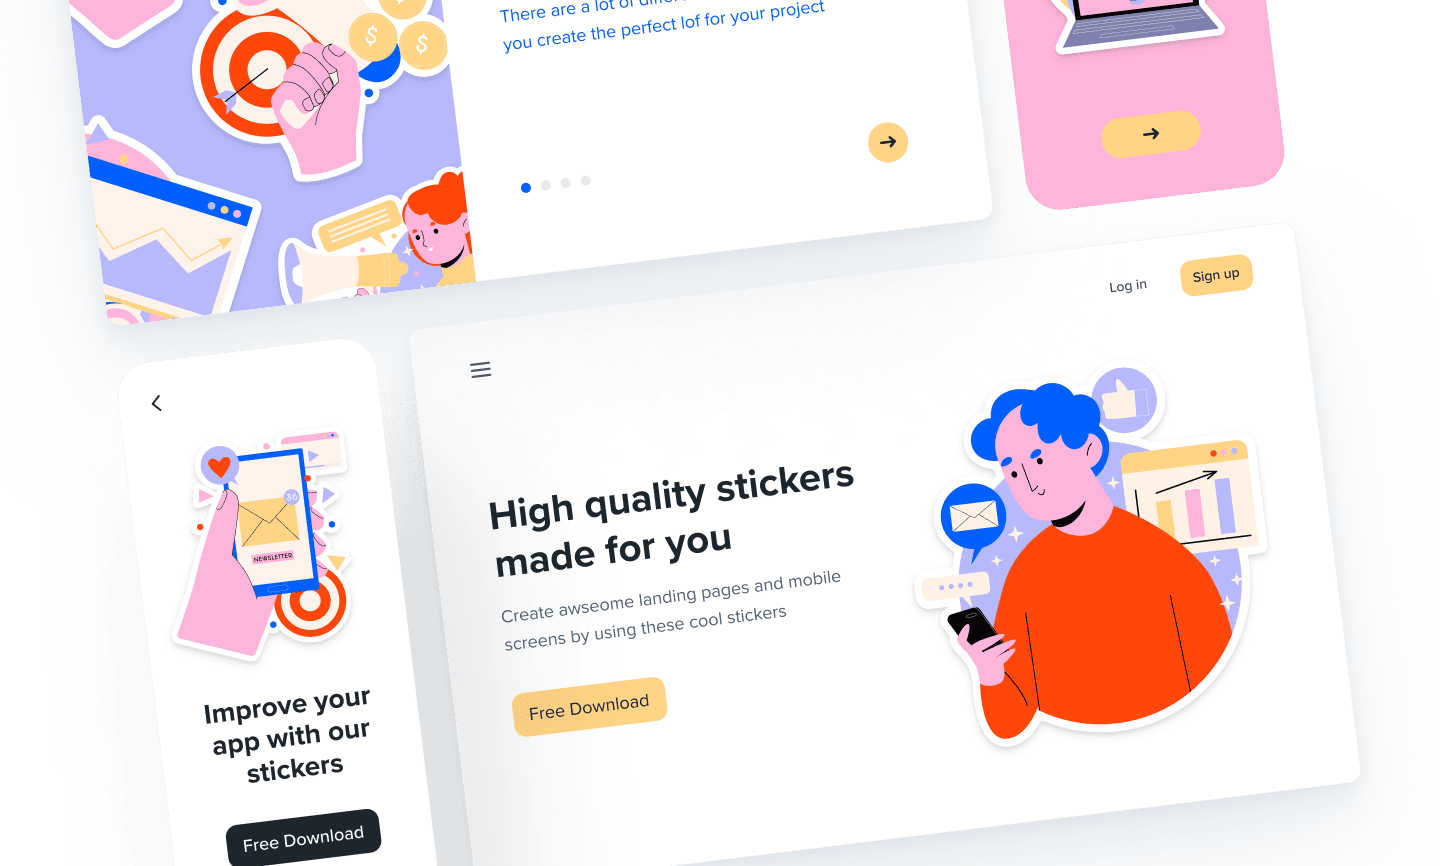 There are a lot of
you create the perfect lof for your project
Log in
Sign up
High quality stickers
made for you
Create awseome landing pages and mobile
screens by using these cool stickers
Free Download
36
NEWSLETTER
Improve your
app with our
stickers
Free Download